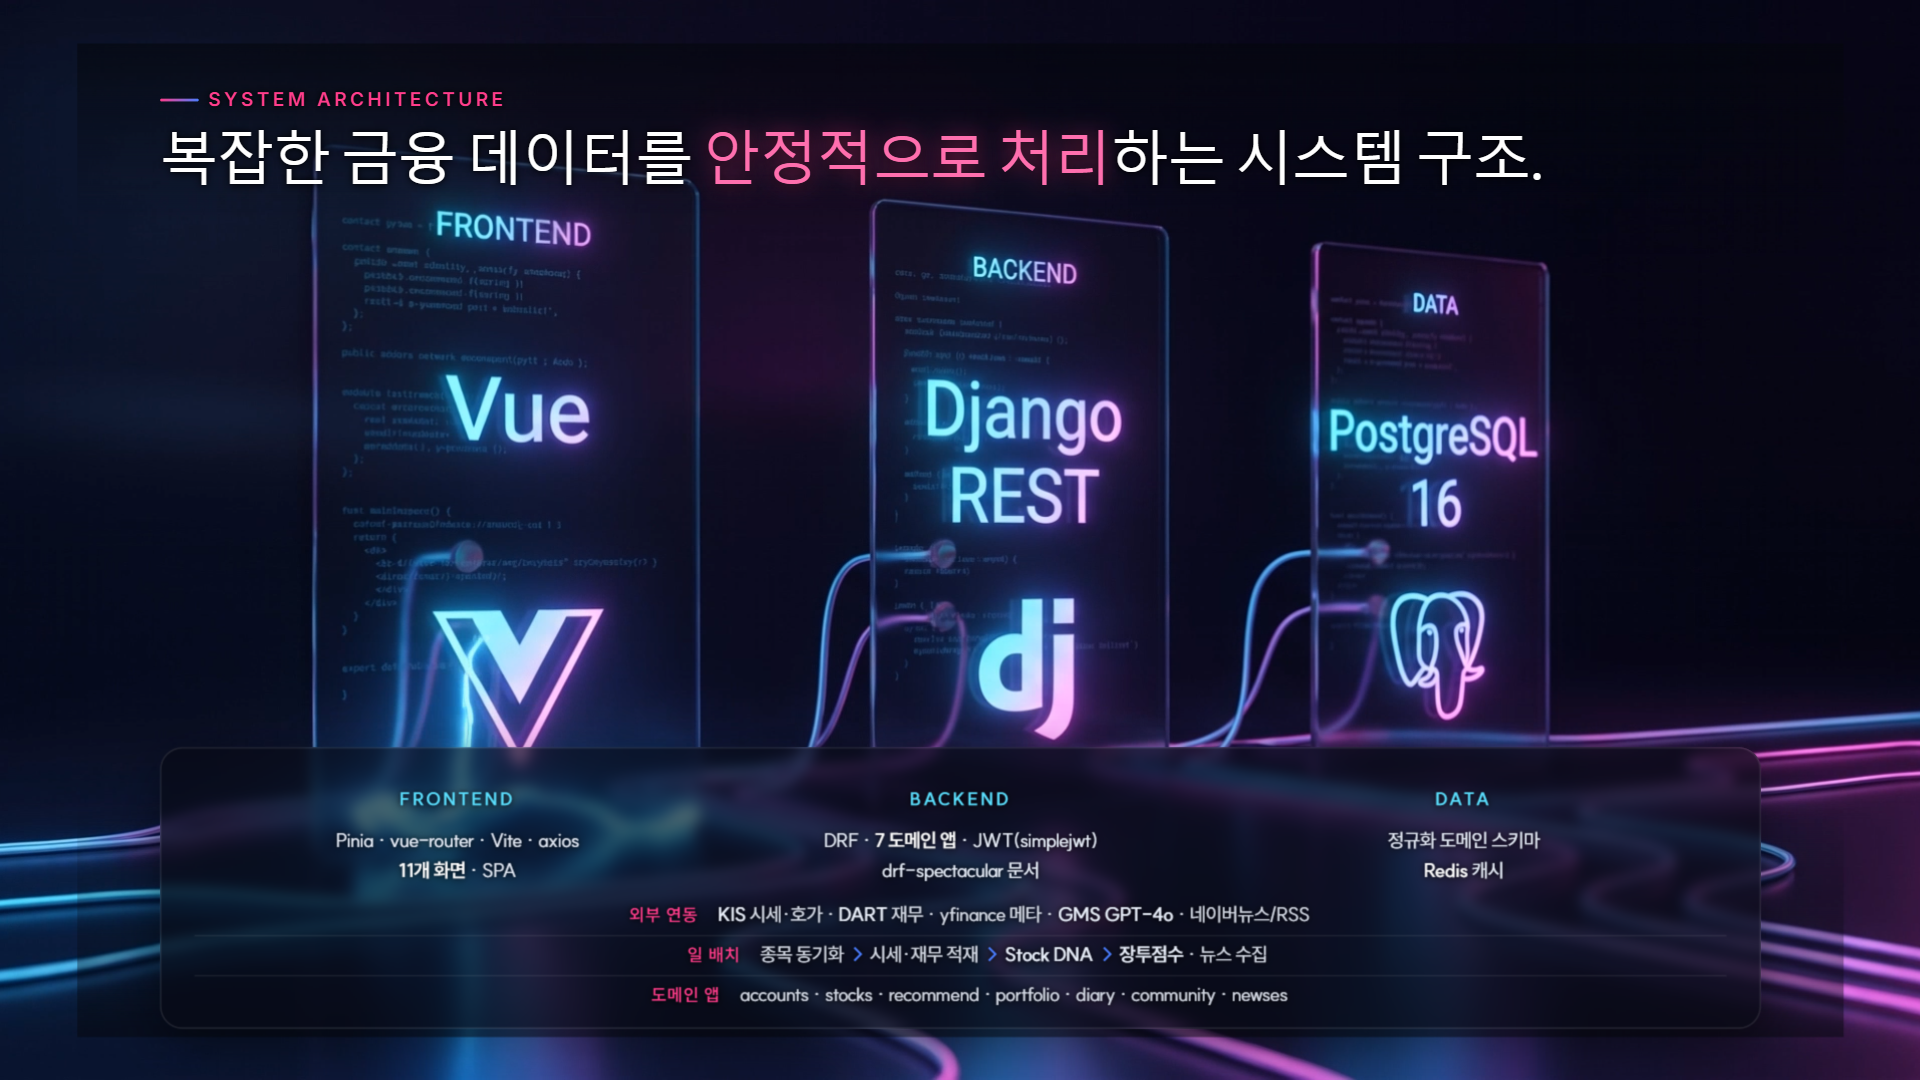 SYSTEM ARCHITECTURE
복잡한 금융 데이터를 안정적으로 처리하는 시스템 구조.
FRONTEND
Vue
BACKEND
Django
REST
dj
DATA
PostgreSQL
16
FRONTEND
Pinia · vue-router · Vite · axios
11개 화면 · SPA
BACKEND
DRF · 7 도메인 앱 · JWT(simplejwt)
drf-spectacular 문서
DATA
정규화 도메인 스키마
Redis 캐시
외부 연동 KIS 시세·호가 · DART 재무 · yfinance 메타 · GMS GPT-4o · 네이버뉴스/RSS
일 배치 종목 동기화 > 시세·재무 적재 > Stock DNA > 장투점수 · 뉴스 수집
도메인 앱 accounts · stocks · recommend · portfolio · diary · community · newses